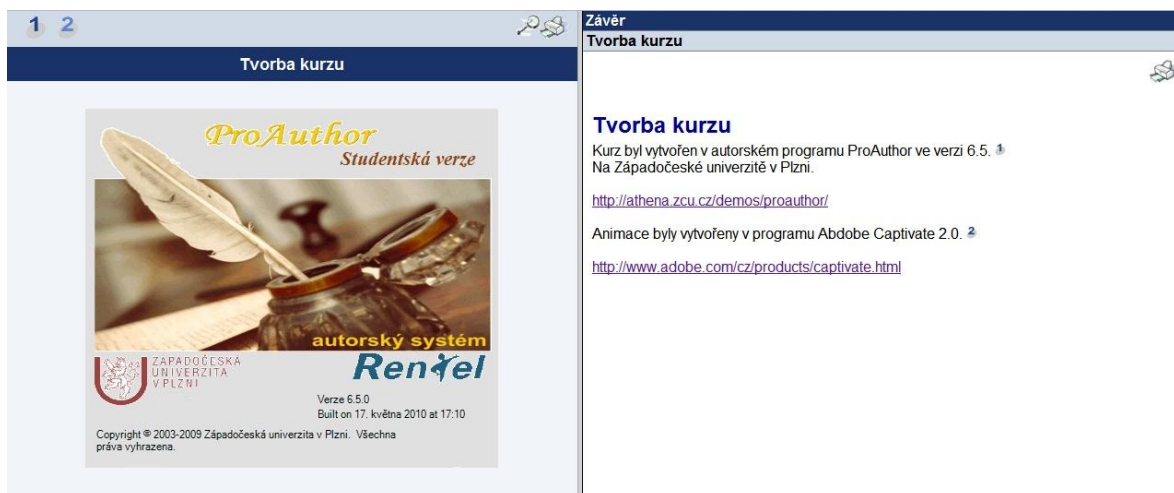 1 2
Tvorba kurzu
ProAuthor
Studentská verze
autorský systém
ZÁPADOČESKÁ
UNIVERZITA
V PLZNI
Rentel
Verze 6.5.0
Built on 17. května 2010 at 17:10
Copyright © 2003-2009 Západočeská univerzita v Plzni. Všechna
práva vyhrazena.
Závěr
Tvorba kurzu
Tvorba kurzu
Kurz byl vytvořen v autorském programu ProAuthor ve verzi 6.5. 1
Na Západočeské univerzitě v Plzni.
http://athena.zcu.cz/demos/proauthor/
Animace byly vytvořeny v programu Abdobe Captivate 2.0. 2
http://www.adobe.com/cz/products/captivate.html